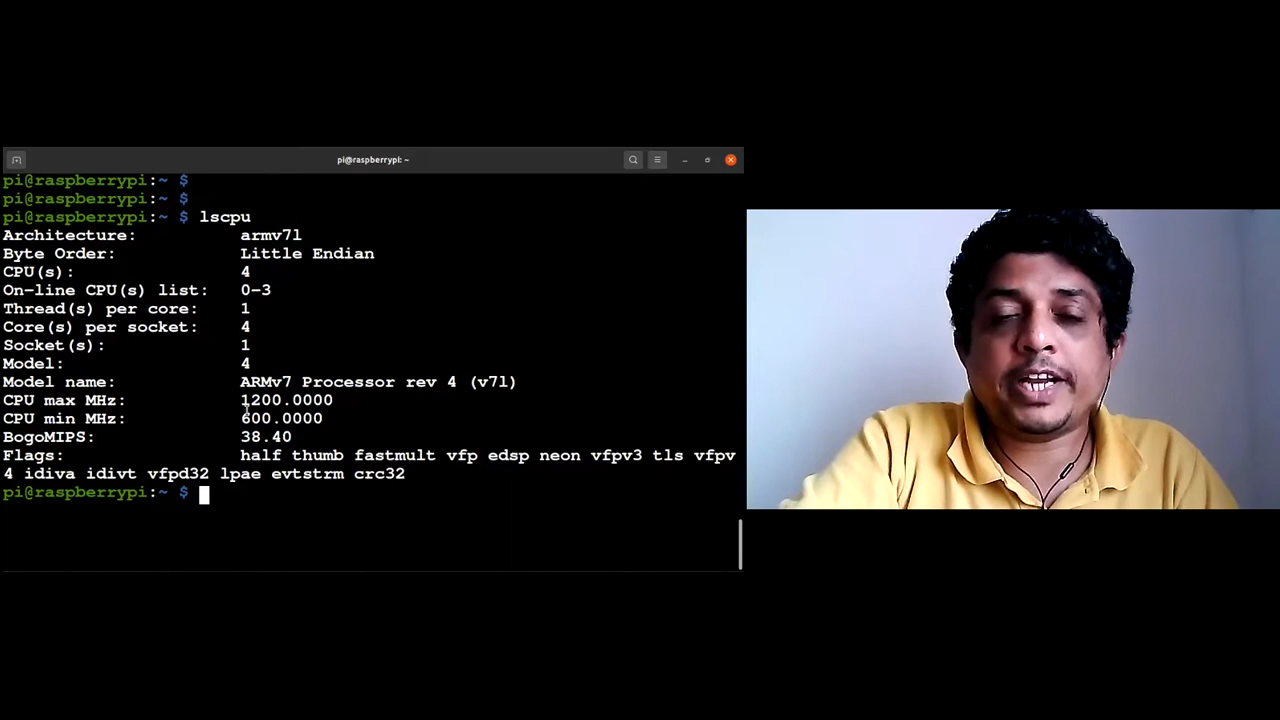 pi@raspberrypi: ~
pi@raspberrypi:~ $
pi@raspberrypi:~ $
pi@raspberrypi:~ $ lscpu
Architecture: armv7l
Byte Order: Little Endian
CPU(s): 4
On-line CPU(s) list: 0-3
Thread(s) per core: 1
Core(s) per socket: 4
Socket(s): 1
Model: 4
Model name: ARMv7 Processor rev 4 (v7l)
CPU max MHz: 1200.0000
CPU min MHz: 600.0000
BogoMIPS: 38.40
Flags: half thumb fastmult vfp edsp neon vfpv3 tls vfpv
4 idiva idivt vfpd32 lpae evtstrm crc32
pi@raspberrypi:~ $